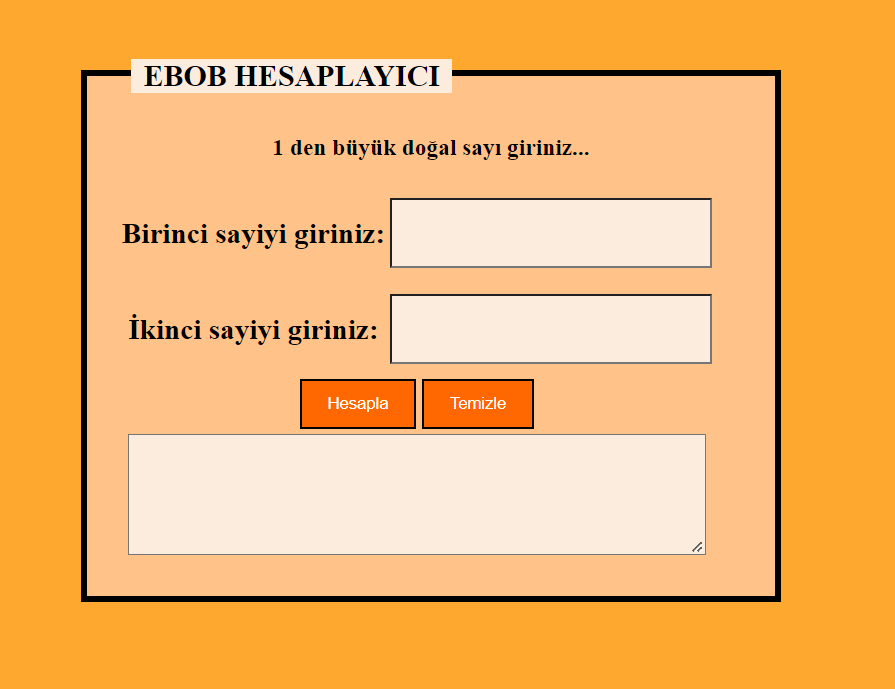 EBOB HESAPLAYICI
1 den büyük doğal sayı giriniz...
Birinci sayiyi giriniz:
İkinci sayiyi giriniz:
Hesapla Temizle